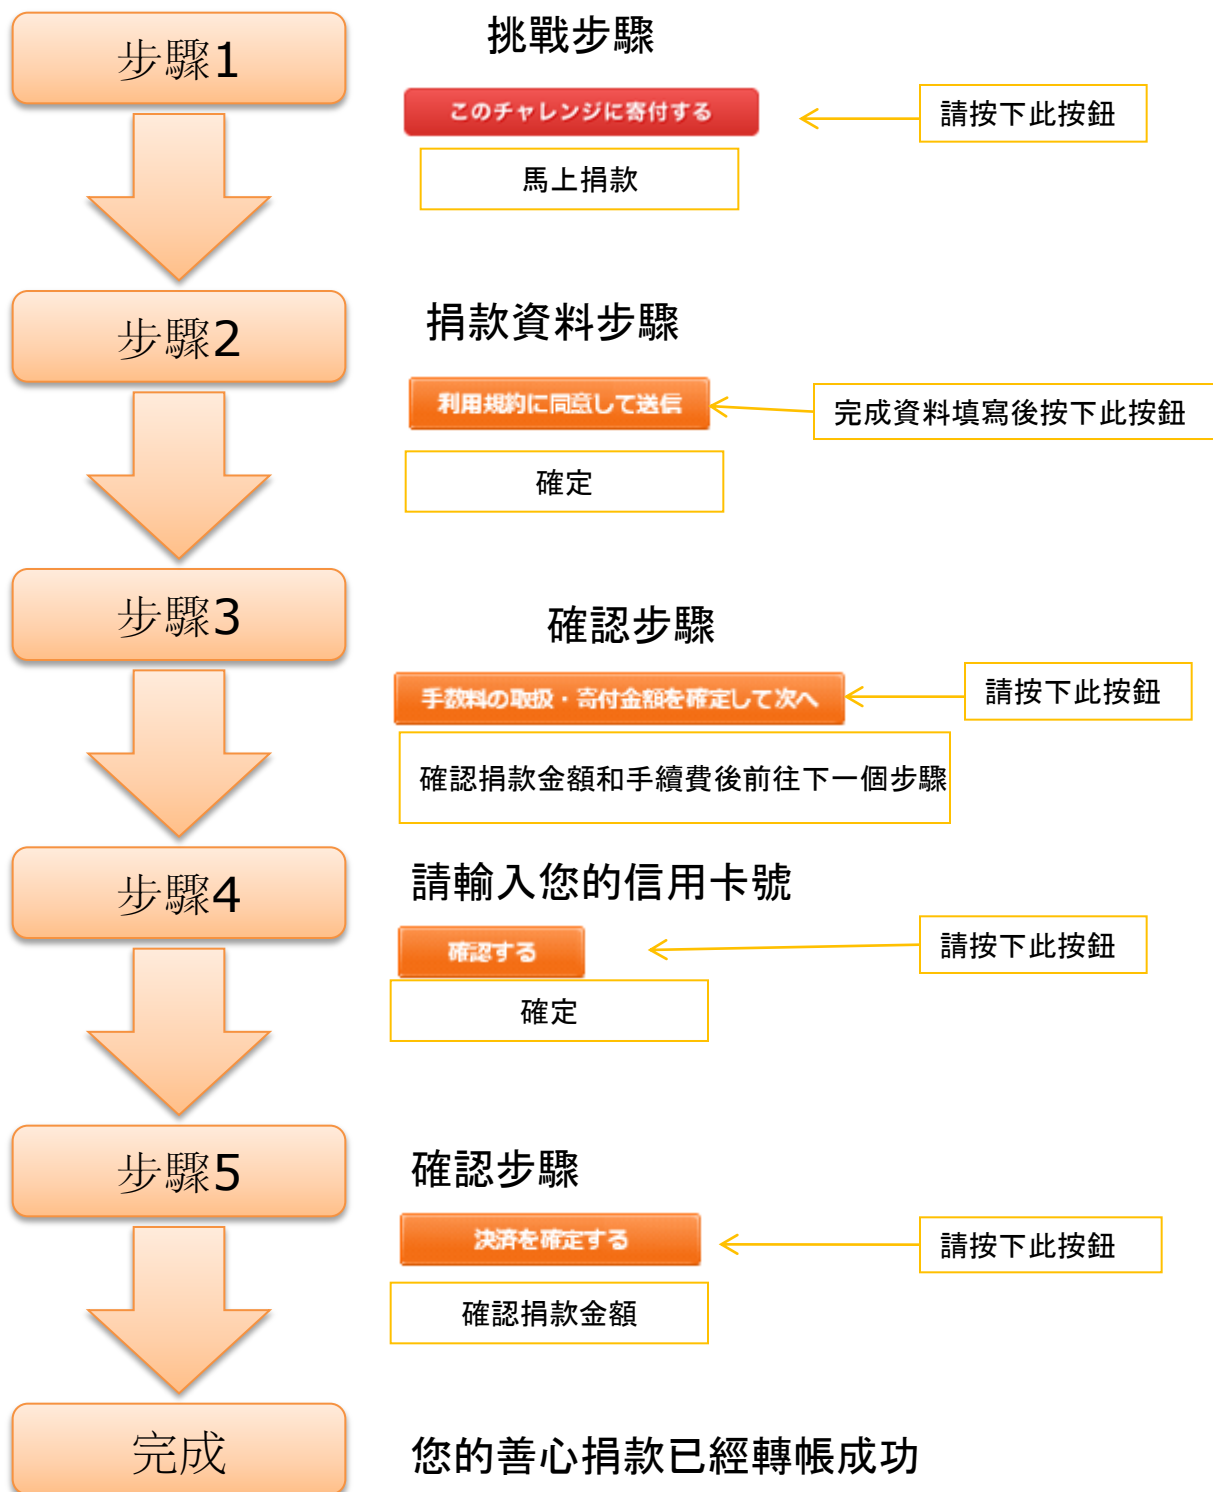 步驟1
挑戰步驟
このチャレンジに寄付する
請按下此按鈕
馬上捐款
步驟2
捐款資料步驟
利用規約に同意して送信
完成資料填寫後按下此按鈕
確定
步驟3
確認步驟
手数料の取扱・寄付金額を確定して次へ
請按下此按鈕
確認捐款金額和手續費後前往下一個步驟
步驟4
請輸入您的信用卡號
確認する
請按下此按鈕
確定
步驟5
確認步驟
決済を確定する
請按下此按鈕
確認捐款金額
完成
您的善心捐款已經轉帳成功